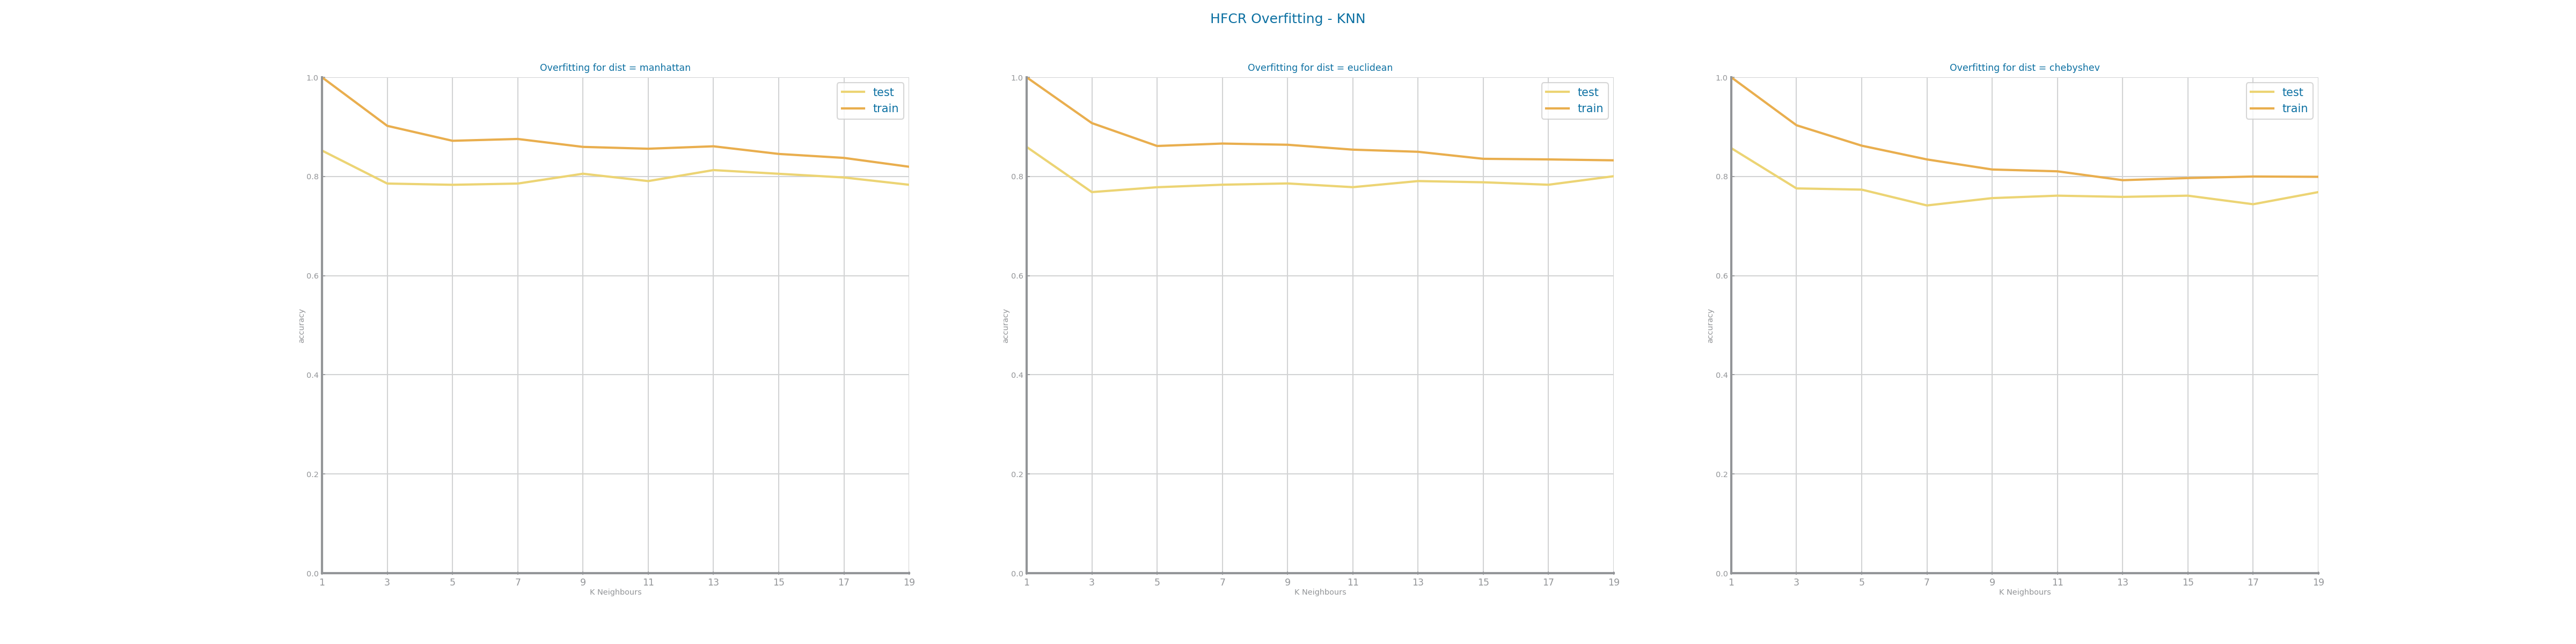 HFCR Overfitting - KNN
Overfitting for dist = manhattan
test
train
1.0
0.8
0.6
0.4
0.2
0.0
accuracy
1 3 5 7 9 11 13 15 17 19
K Neighbours
Overfitting for dist = euclidean
test
train
1.0
0.8
0.6
0.4
0.2
0.0
accuracy
1 3 5 7 9 11 13 15 17 19
K Neighbours
Overfitting for dist = chebyshev
test
train
1.0
0.8
0.6
0.4
0.2
0.0
accuracy
1 3 5 7 9 11 13 15 17 19
K Neighbours